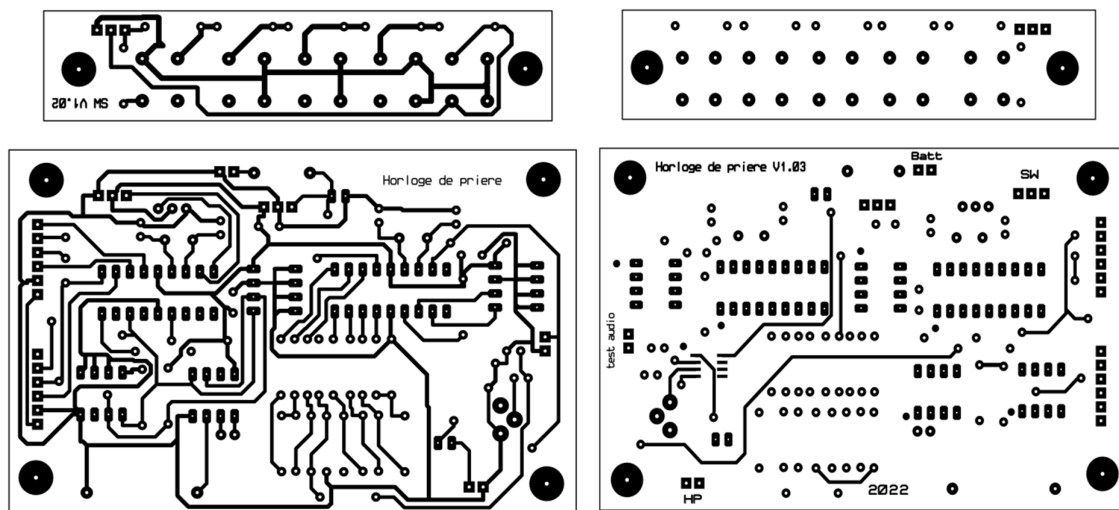 SW V1.02
Horloge de priere
Horloge de priere V1.03
Batt
SW
test audio
HP
2022